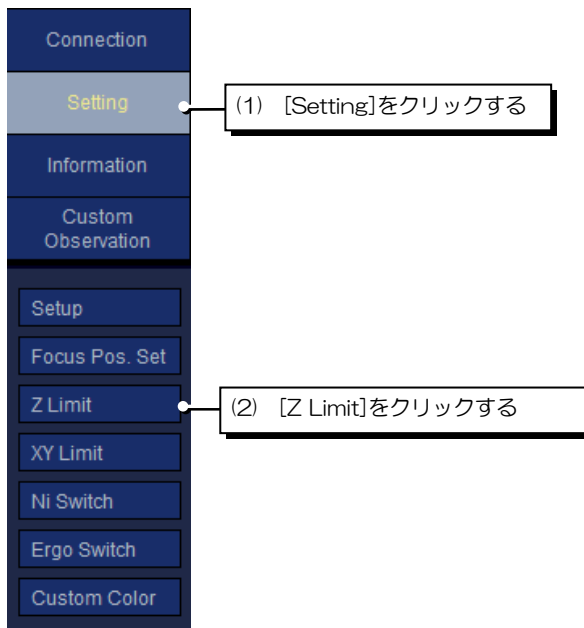 Connection
Setting
(1) [Setting]をクリックする
Information
Custom
Observation
Setup
Focus Pos. Set
Z Limit
(2) [Z Limit]をクリックする
XY Limit
Ni Switch
Ergo Switch
Custom Color